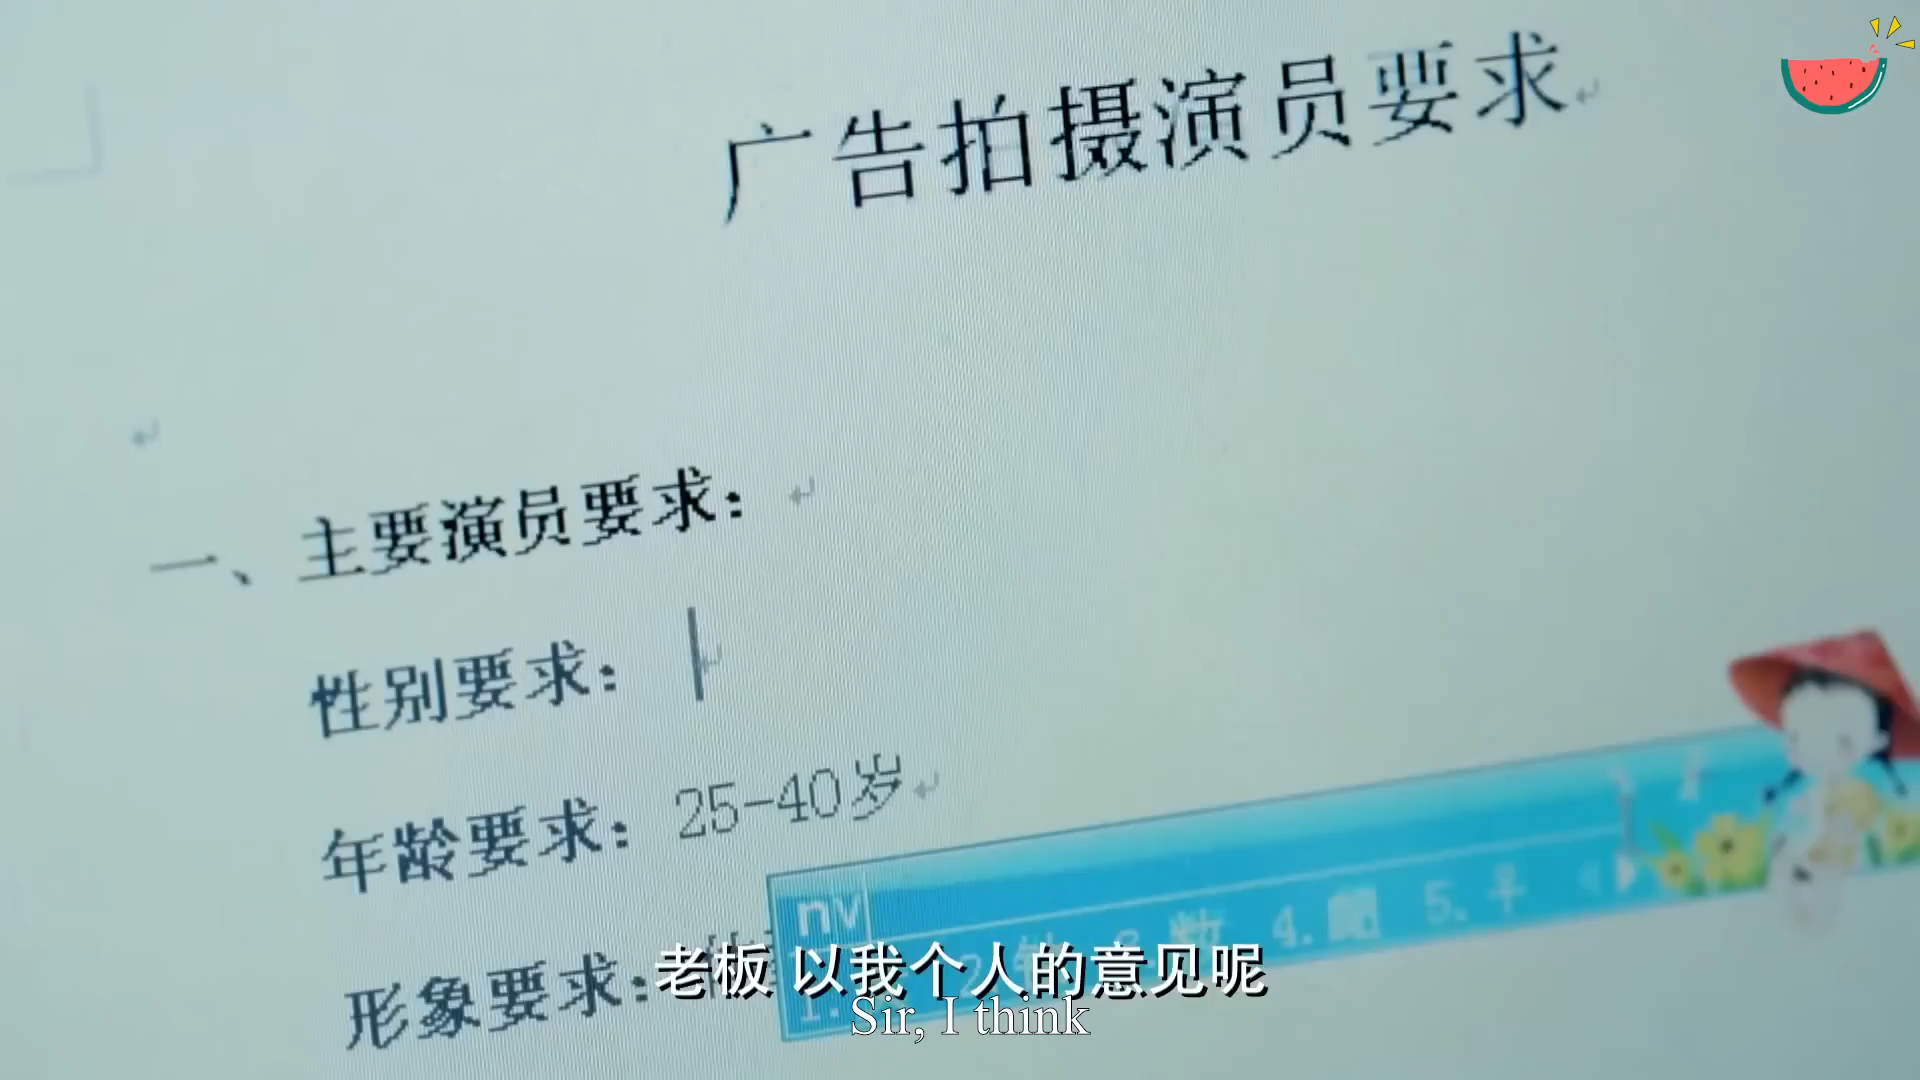 广告拍摄演员要求
一、主要演员要求：
性别要求：
年龄要求：25-40岁
形象要求：
nv
4.
5.
老板 以我个人的意见呢
Sir, I think